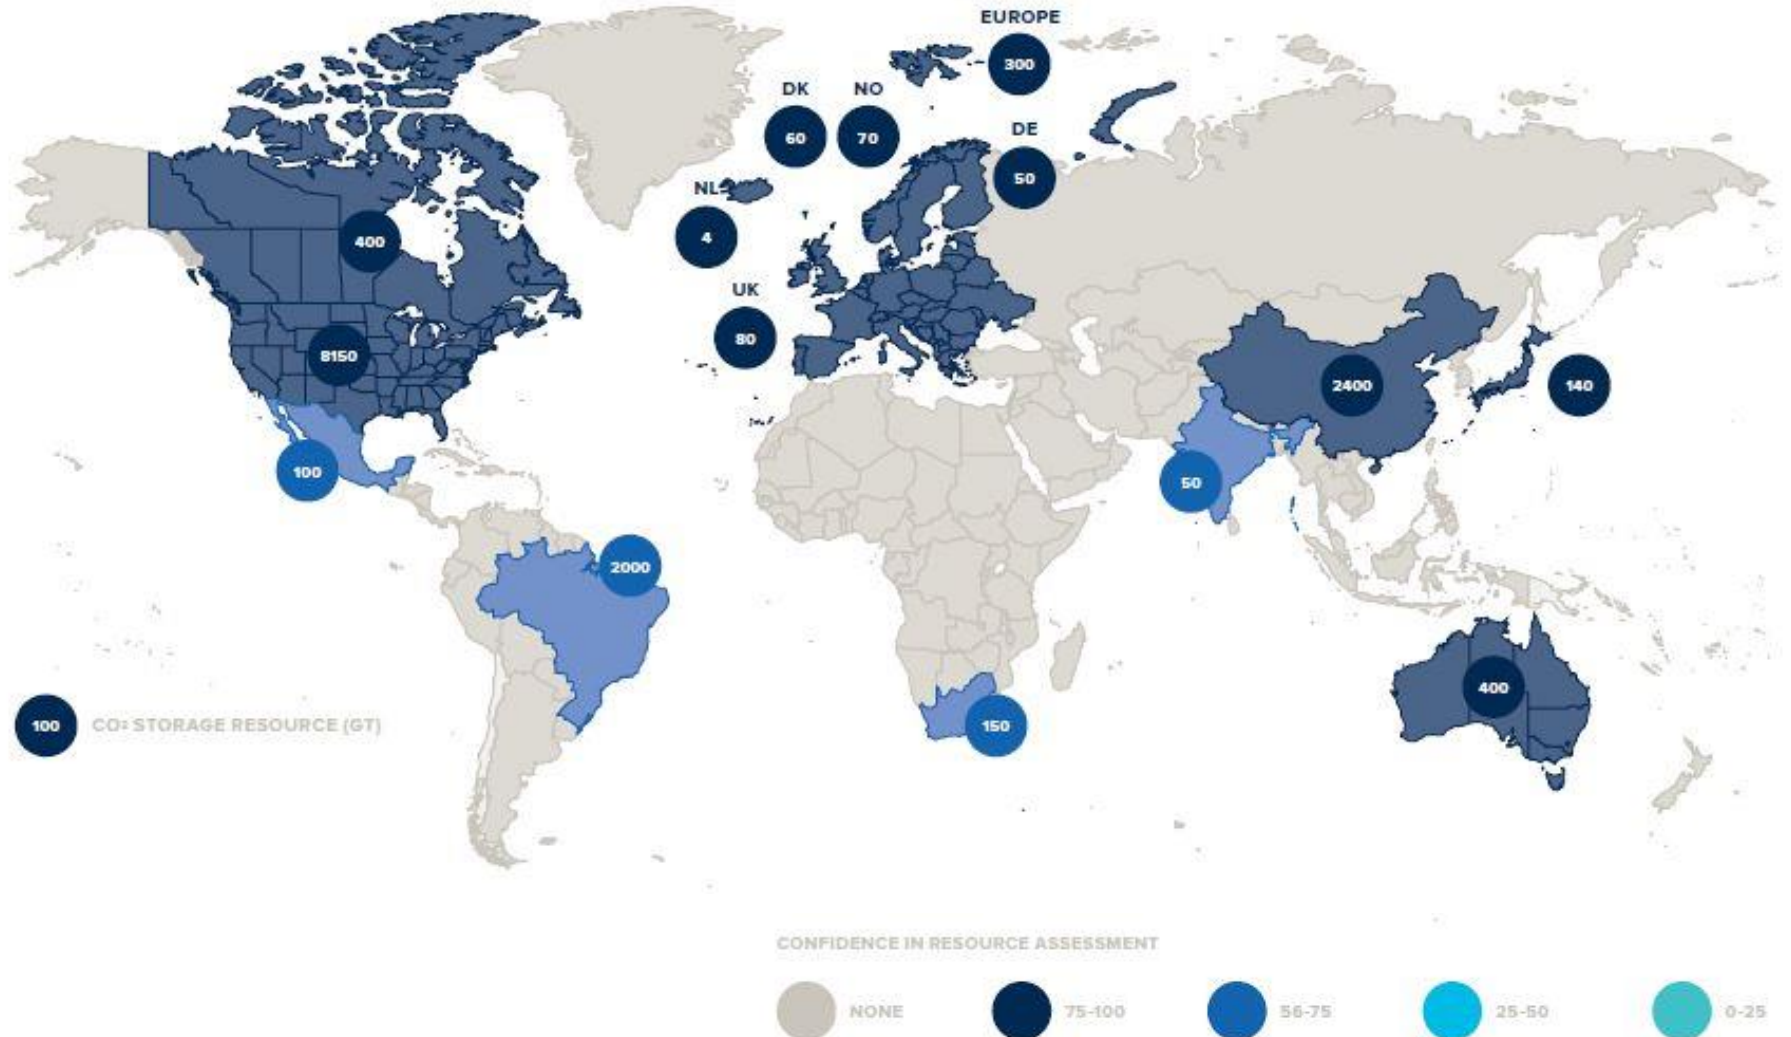 EUROPE
300
DK
NO
60
70
DE
50
NL
4
400
UK
80
8150
2400
140
100
50
2000
400
150
100
CO² STORAGE RESOURCE (GT)
CONFIDENCE IN RESOURCE ASSESSMENT
NONE
75-100
56-75
25-50
0-25